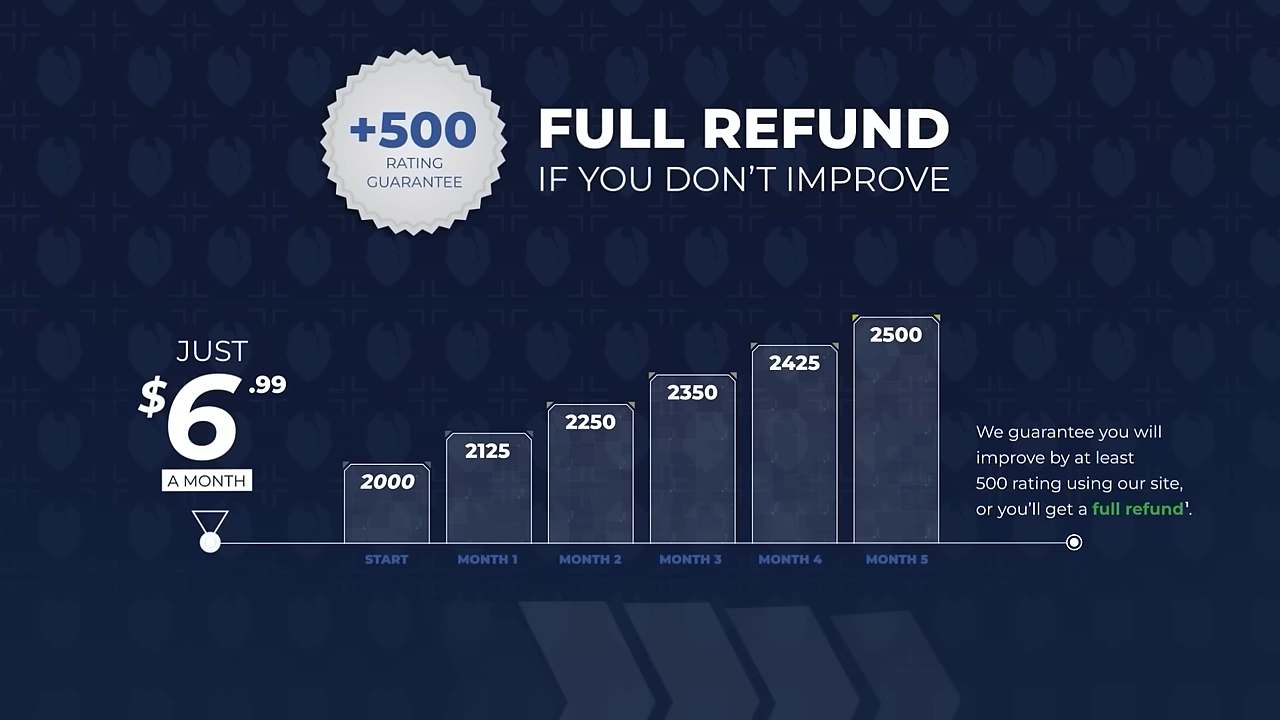 +500
RATING
GUARANTEE
FULL REFUND
IF YOU DON'T IMPROVE
JUST
$6.99
A MONTH
2000
2125
2250
2350
2425
2500
START
MONTH 1
MONTH 2
MONTH 3
MONTH 4
MONTH 5
We guarantee you will
improve by at least
500 rating using our site,
or you'll get a full refund¹.